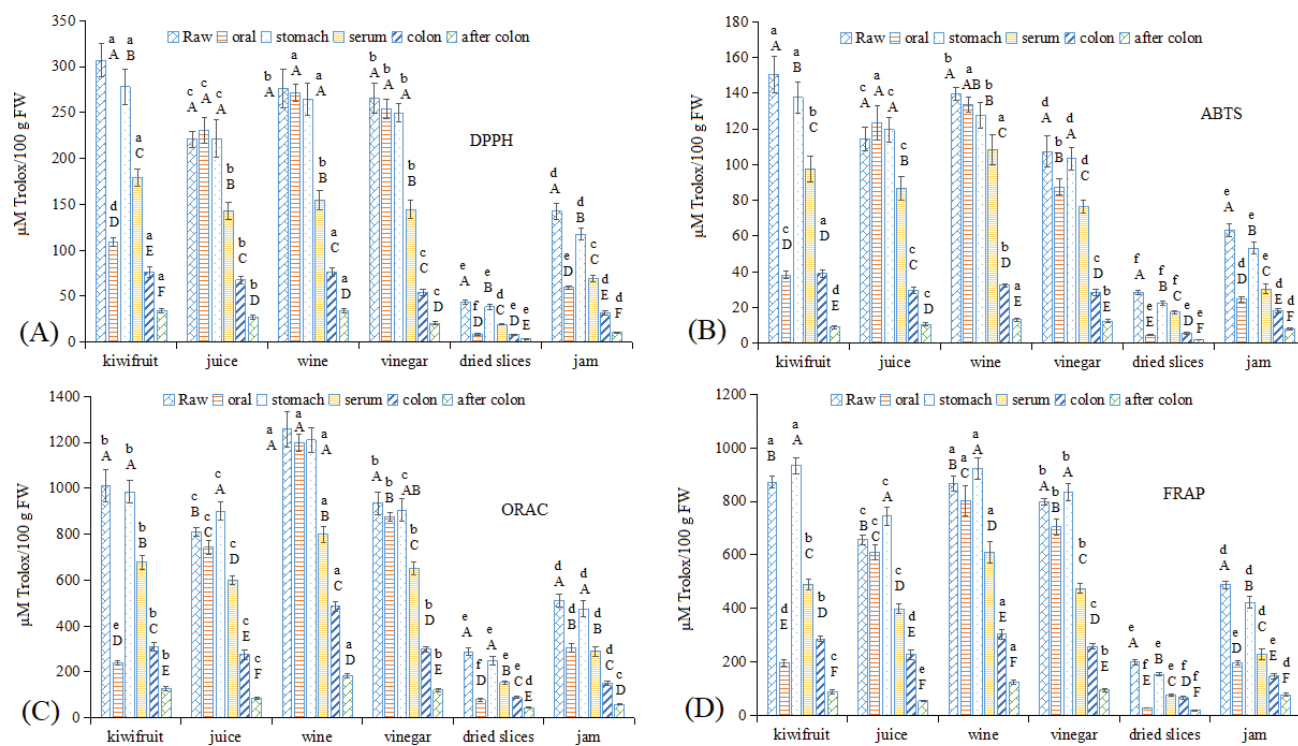 350
300
250
200
150
100
50
0
µM Trolox/100 g FW
Raw oral stomach serum colon after colon
a d a a a a
A D B C E F
c c c b b b
A A A B C D
b a a b a a
A A A B C D
b b b b c c
A A A B C D
e f e d e e
A D B C D E
d e d c d d
A D B C E F
DPPH
(A)
kiwifruit juice wine vinegar dried slices jam
180
160
140
120
100
80
60
40
20
0
µM Trolox/100 g FW
Raw oral stomach serum colon after colon
a c a b a d
A D B C D E
c a c c c c
A A A B C D
b a b a b a
A A B C D E
d c d d c b
A B A C D E
f e f f e e
A E B C D F
e d e e d d
A D B C E F
ABTS
(B)
kiwifruit juice wine vinegar dried slices jam
1400
1200
1000
800
600
400
200
0
µM Trolox/100 g FW
Raw oral stomach serum colon after colon
b e b b b b
A D A B C E
c c c c c c
B C A D E F
a a a a a a
A A A B C D
b b c b b b
A B AB C D E
e f e e e d
A D A B C E
d d d d d c
A B A B C D
ORAC
(C)
kiwifruit juice wine vinegar dried slices jam
1200
1000
800
600
400
200
0
µM Trolox/100 g FW
Raw oral stomach serum colon after colon
a d a b b c
B E A C D F
c c c c d e
B C A D E F
a a a a a a
B C A D E F
b b b b c b
A B A C D E
e f e e f f
A E B C D F
d e d d e d
A D B C E F
FRAP
(D)
kiwifruit juice wine vinegar dried slices jam